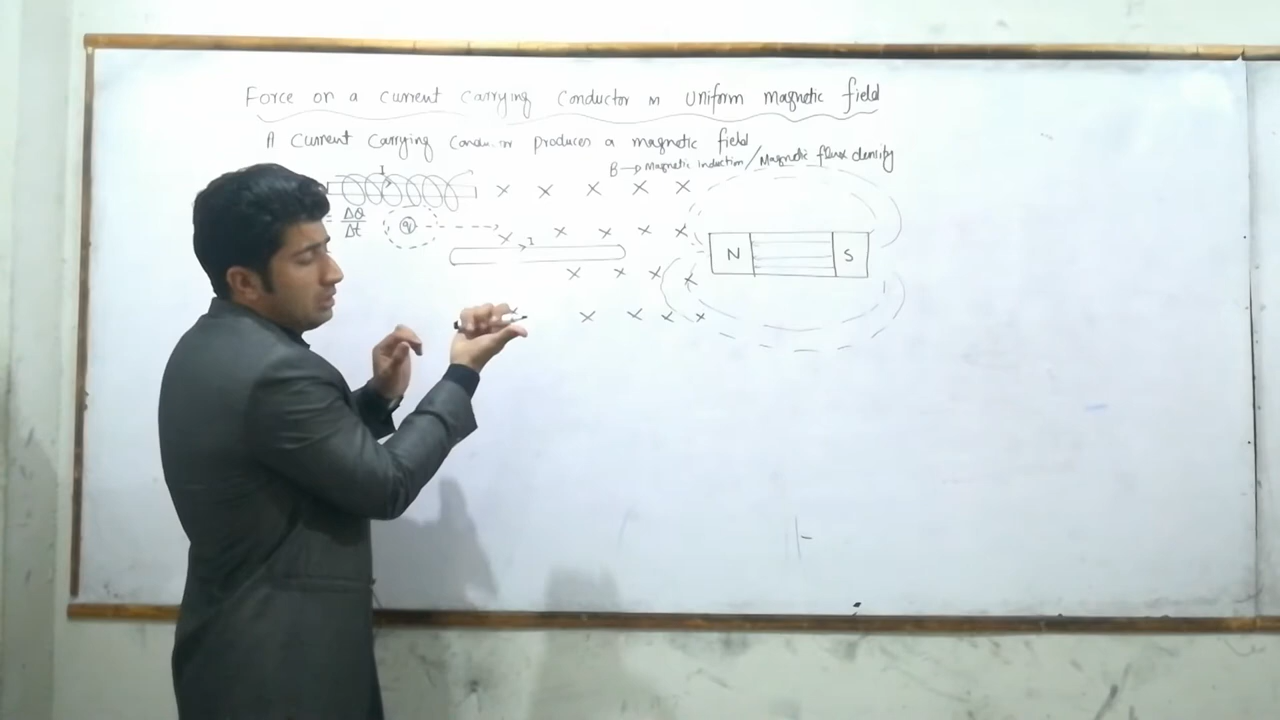 Force on a current carrying conductor in Uniform magnetic field
A current carrying conductor produces a magnetic field
B → Magnetic Induction / Magnetic flux density
I
× × × × ×
= ΔQ/Δt
q
× × × × ×
I
N S
× × × ×
× × × ×